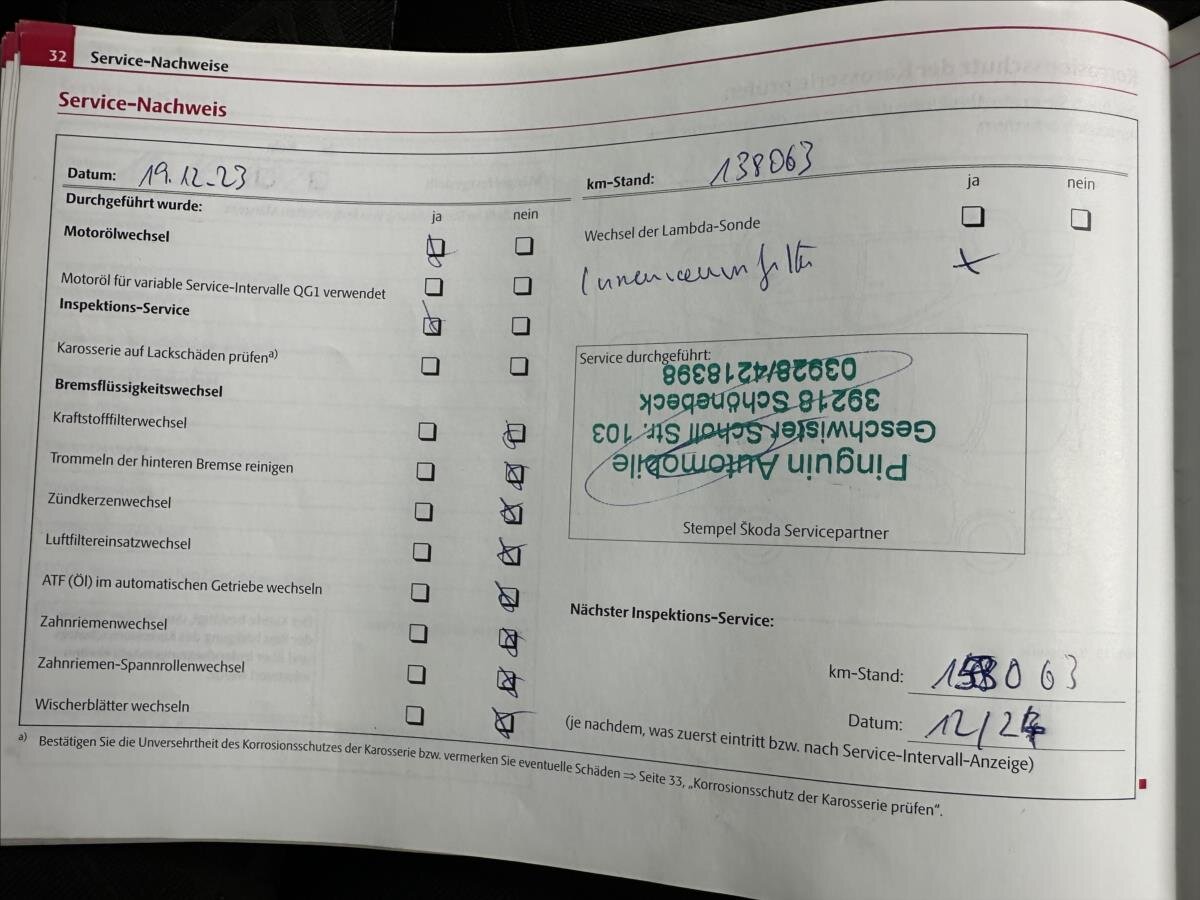 32 Service-Nachweise
Service-Nachweis
Datum: 19.12.23
km-Stand: 138063
Durchgeführt wurde:
ja nein
ja nein
Motorölwechsel
Wechsel der Lambda-Sonde
Motoröl für variable Service-Intervalle QG1 verwendet
Innenraumfilter
Inspektions-Service
Karosserie auf Lackschäden prüfen a)
Bremsflüssigkeitswechsel
Kraftstofffilterwechsel
Trommeln der hinteren Bremse reinigen
Zündkerzenwechsel
Luftfiltereinsatzwechsel
ATF (Öl) im automatischen Getriebe wechseln
Zahnriemenwechsel
Zahnriemen-Spannrollenwechsel
Wischerblätter wechseln
Service durchgeführt:
Pinguin Automobile
Geschwister Scholl Str. 103
39218 Schönebeck
03928/4218398
Stempel Škoda Servicepartner
Nächster Inspektions-Service:
km-Stand:
Datum: 12/24
(je nachdem, was zuerst eintritt bzw. nach Service-Intervall-Anzeige)
a) Bestätigen Sie die Unversehrtheit des Korrosionsschutzes der Karosserie bzw. vermerken Sie eventuelle Schäden ⇒ Seite 33, „Korrosionsschutz der Karosserie prüfen“.